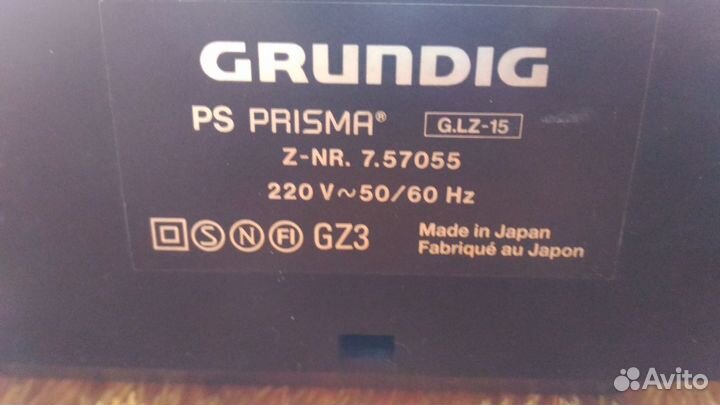 GRUNDIG
PS PRISMA® G.LZ-15
Z-NR. 7.57055
220 V~50/60 Hz
S N FI GZ3
Made in Japan
Fabriqué au Japon
Avito